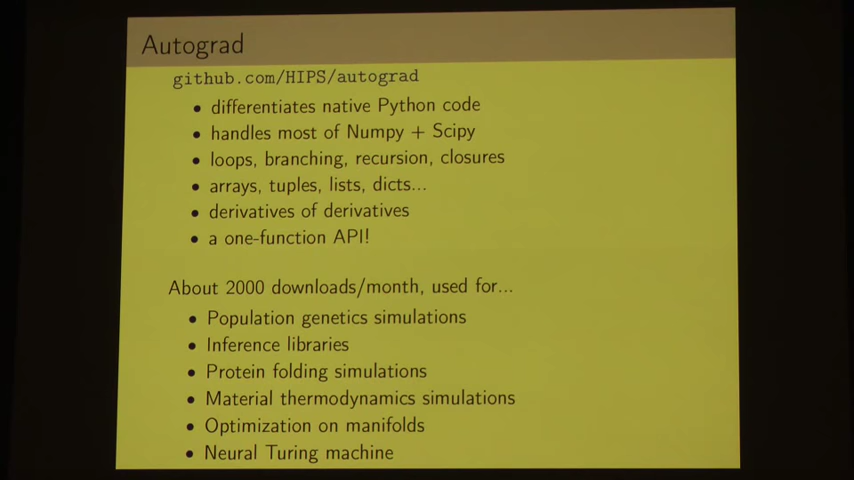 Autograd
github.com/HIPS/autograd
• differentiates native Python code
• handles most of Numpy + Scipy
• loops, branching, recursion, closures
• arrays, tuples, lists, dicts...
• derivatives of derivatives
• a one-function API!
About 2000 downloads/month, used for...
• Population genetics simulations
• Inference libraries
• Protein folding simulations
• Material thermodynamics simulations
• Optimization on manifolds
• Neural Turing machine